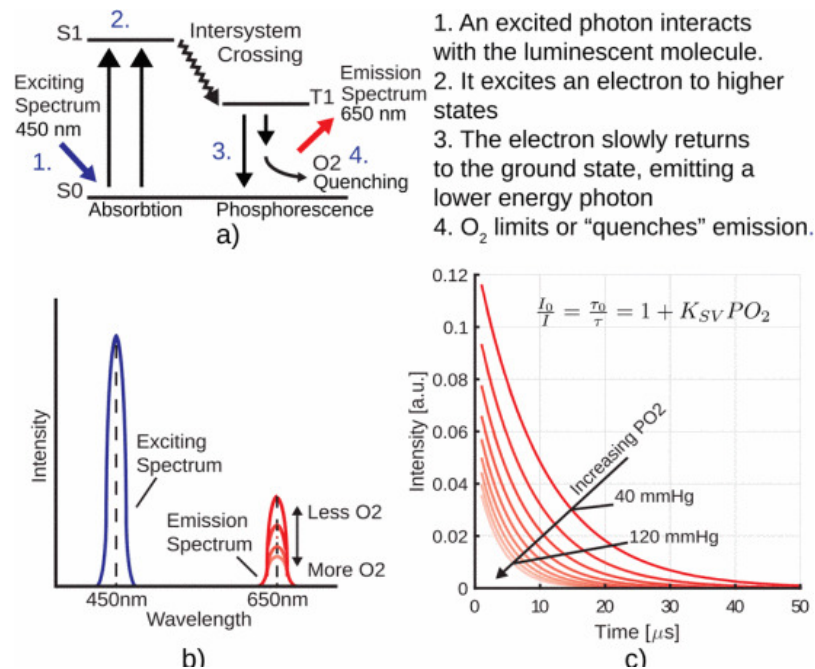 S1
2.
Intersystem
Crossing
Exciting
Spectrum
450 nm
1.
S0
T1
Emission
Spectrum
650 nm
3.
4.
O2
Quenching
Absorbtion
Phosphorescence
a)
1. An excited photon interacts
with the luminescent molecule.
2. It excites an electron to higher
states
3. The electron slowly returns
to the ground state, emitting a
lower energy photon
4. O₂ limits or “quenches” emission.
Intensity
Exciting
Spectrum
Emission
Spectrum
Less O2
More O2
450nm
650nm
Wavelength
b)
Intensity [a.u.]
0.12
0.1
0.08
0.06
0.04
0.02
0
I₀/I = τ₀/τ = 1 + K_SV PO₂
Increasing PO2
40 mmHg
120 mmHg
0 10 20 30 40 50
Time [μs]
c)